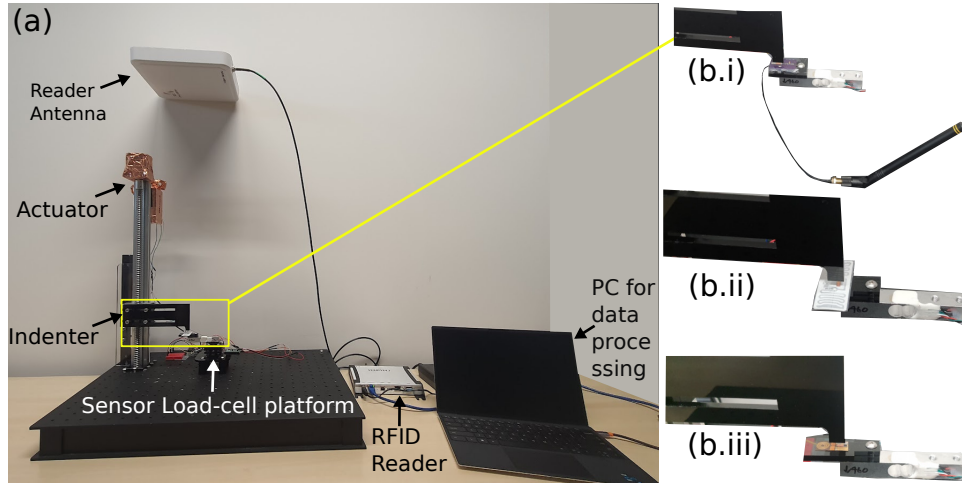 (a)
Reader
Antenna
Actuator
Indenter
Sensor Load-cell platform
RFID
Reader
PC for
data
proce
ssing
(b.i)
(b.ii)
(b.iii)